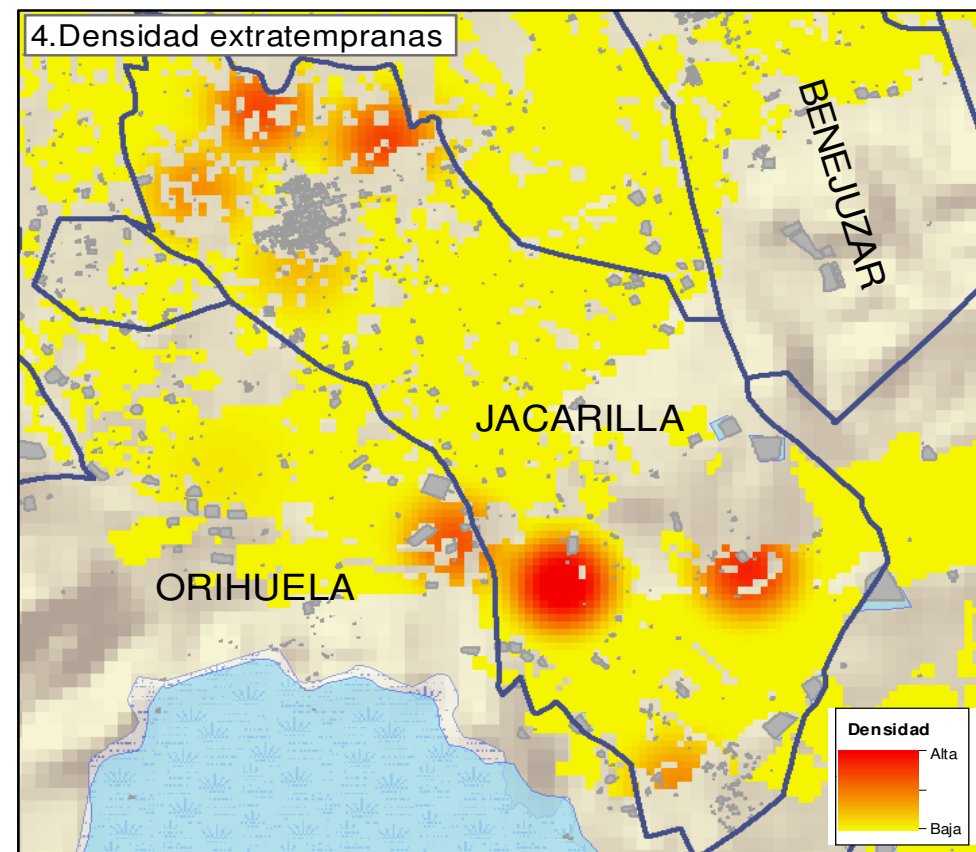 4.Densidad extratempranas
BENEJUZAR
JACARILLA
ORIHUELA
Densidad
Alta
Baja